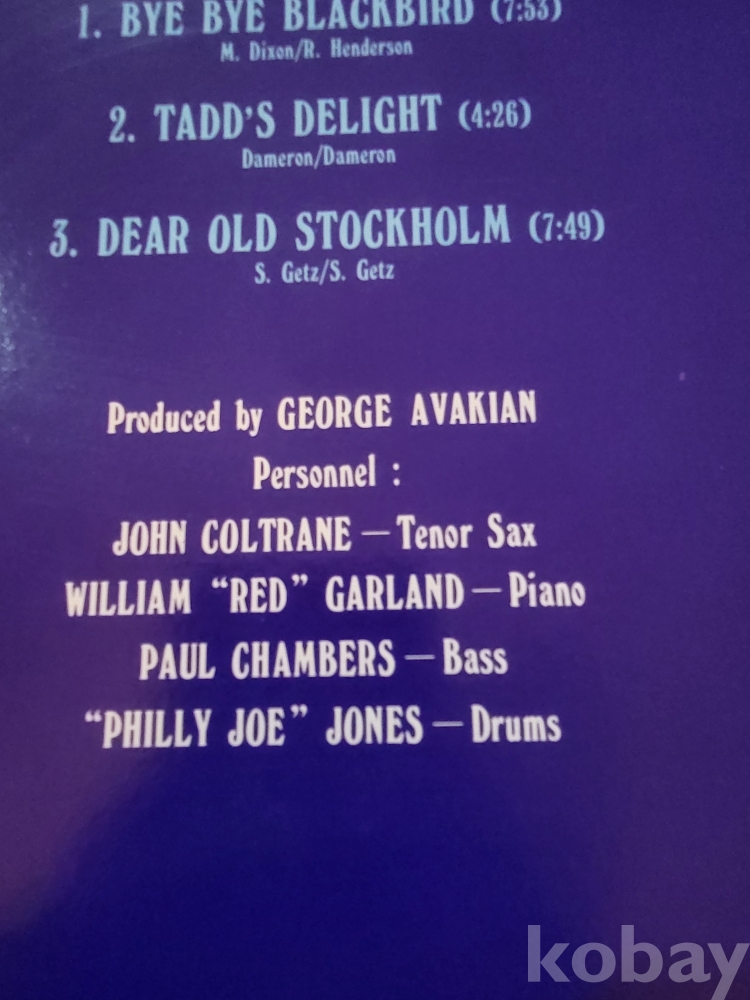 1. BYE BYE BLACKBIRD (7:53)
M. Dixon/R. Henderson
2. TADD'S DELIGHT (4:26)
Dameron/Dameron
3. DEAR OLD STOCKHOLM (7:49)
S. Getz/S. Getz
Produced by GEORGE AVAKIAN
Personnel :
JOHN COLTRANE — Tenor Sax
WILLIAM “RED” GARLAND — Piano
PAUL CHAMBERS — Bass
“PHILLY JOE” JONES — Drums
kobay